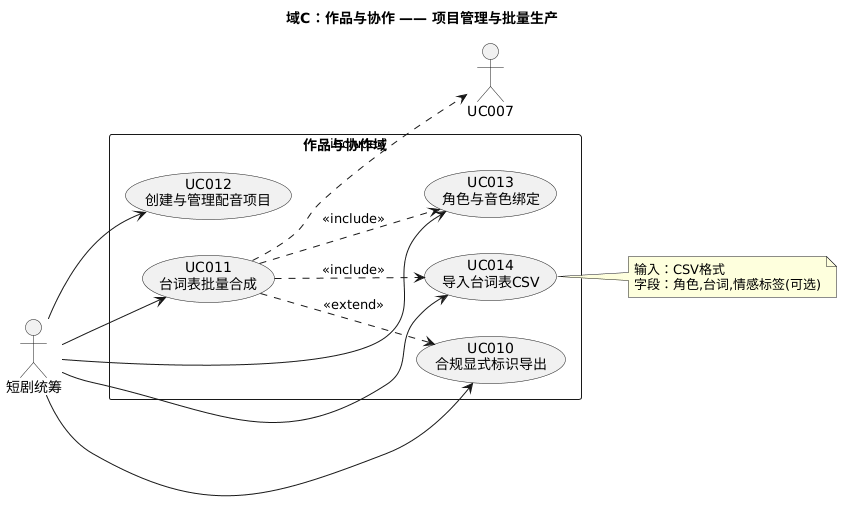 域C：作品与协作 —— 项目管理与批量生产
UC007
作品与协作域
«include»
UC012
创建与管理配音项目
UC013
角色与音色绑定
«include»
UC011
台词表批量合成
«include»
UC014
导入台词表CSV
输入：CSV格式
字段：角色,台词,情感标签(可选)
«extend»
UC010
合规显式标识导出
短剧统筹